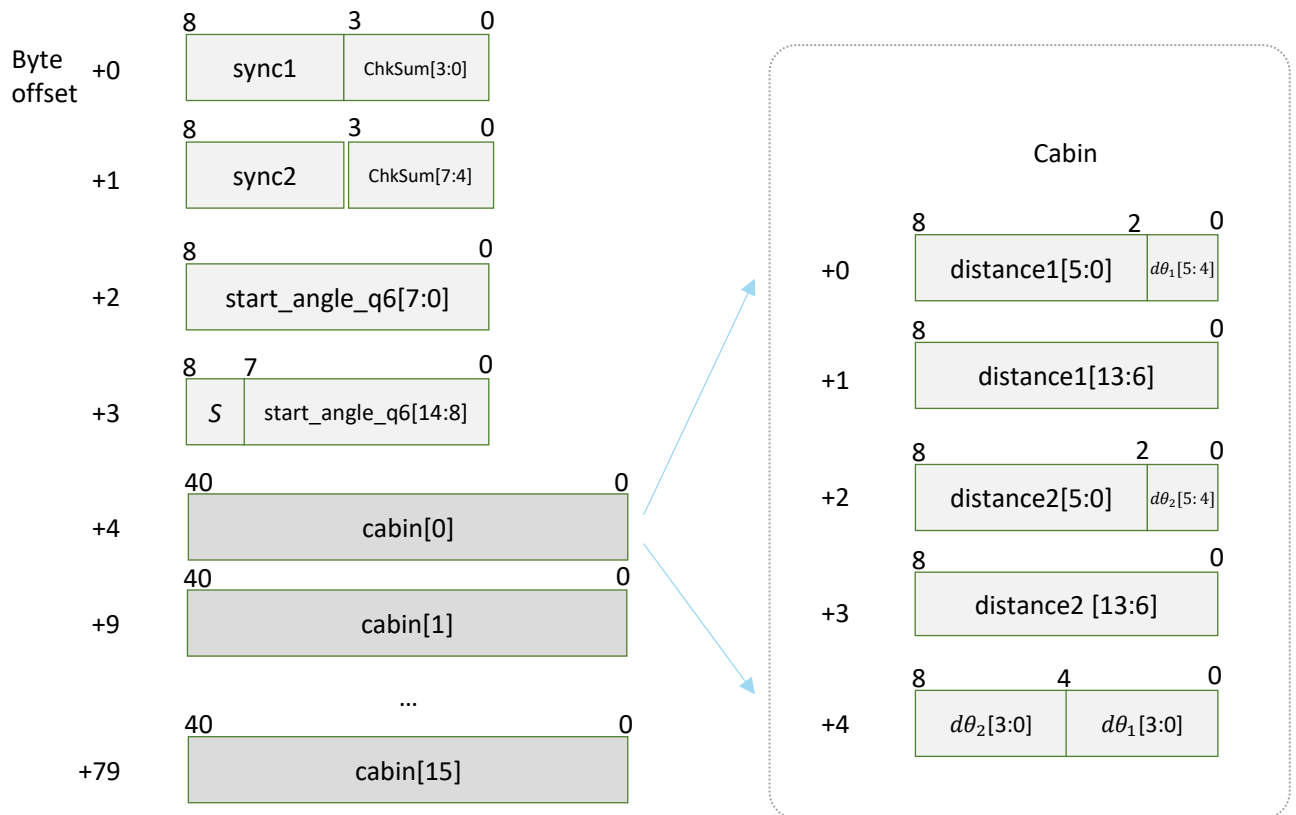 8 3 0
Byte
offset
+0
sync1
ChkSum[3:0]
8 3 0
+1
sync2
ChkSum[7:4]
8 0
+2
start_angle_q6[7:0]
8 7 0
+3
S
start_angle_q6[14:8]
40 0
+4
cabin[0]
40 0
+9
cabin[1]
...
40 0
+79
cabin[15]
Cabin
8 2 0
+0
distance1[5:0]
dθ₁[5:4]
8 0
+1
distance1[13:6]
8 2 0
+2
distance2[5:0]
dθ₂[5:4]
8 0
+3
distance2 [13:6]
8 4 0
+4
dθ₂[3:0]
dθ₁[3:0]